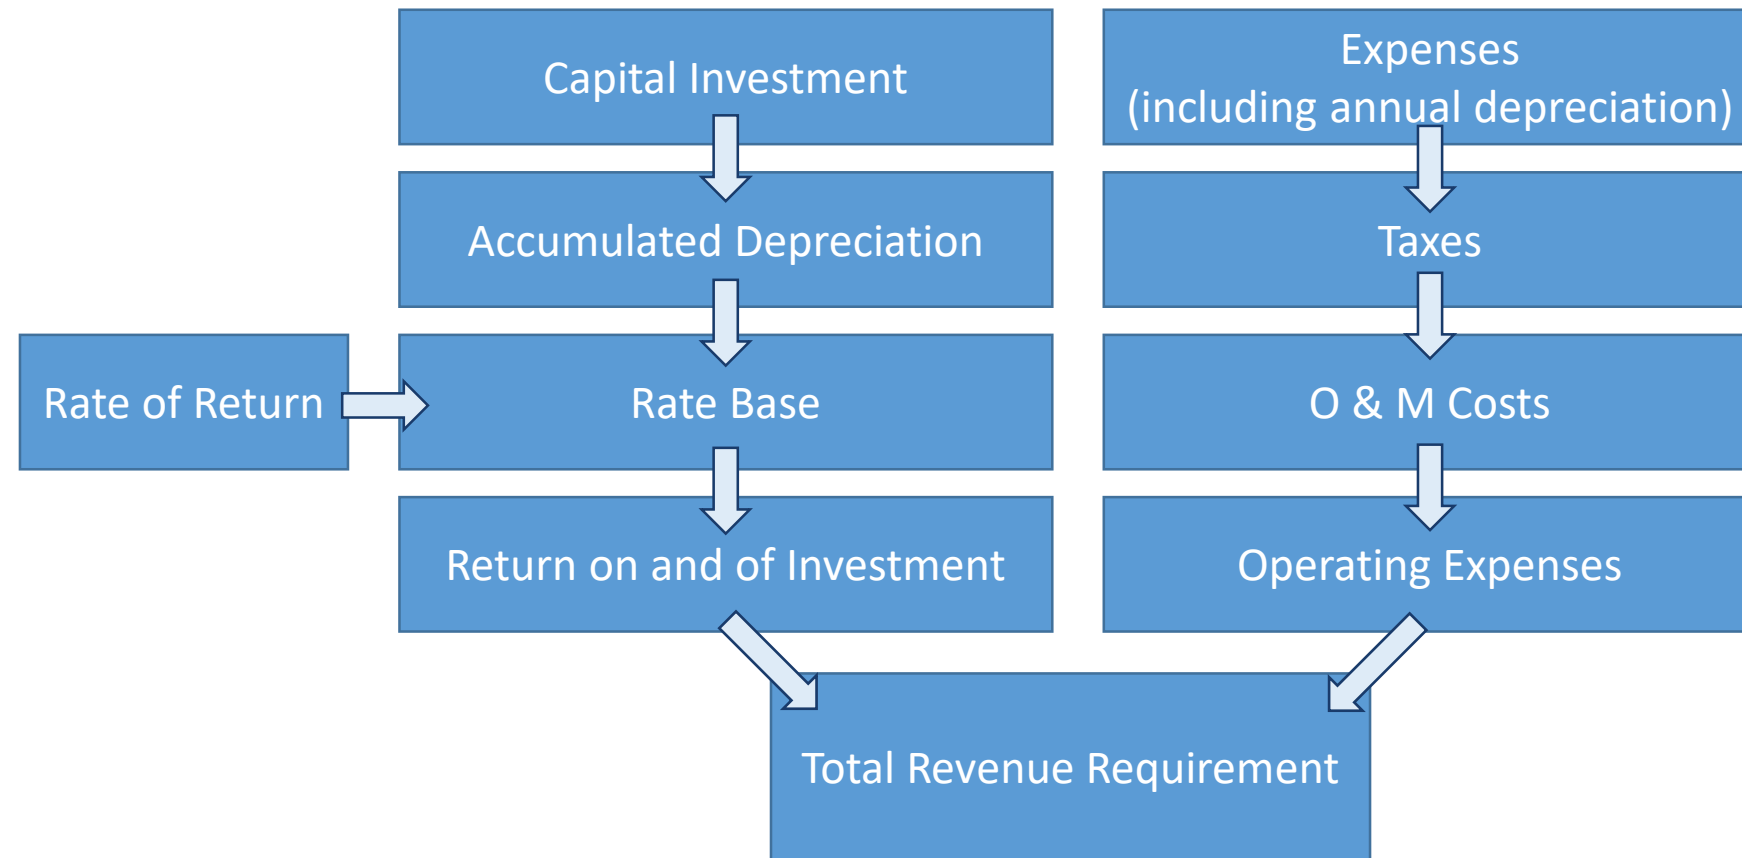 Capital Investment
Expenses
(including annual depreciation)
Accumulated Depreciation
Taxes
Rate of Return
Rate Base
O & M Costs
Return on and of Investment
Operating Expenses
Total Revenue Requirement